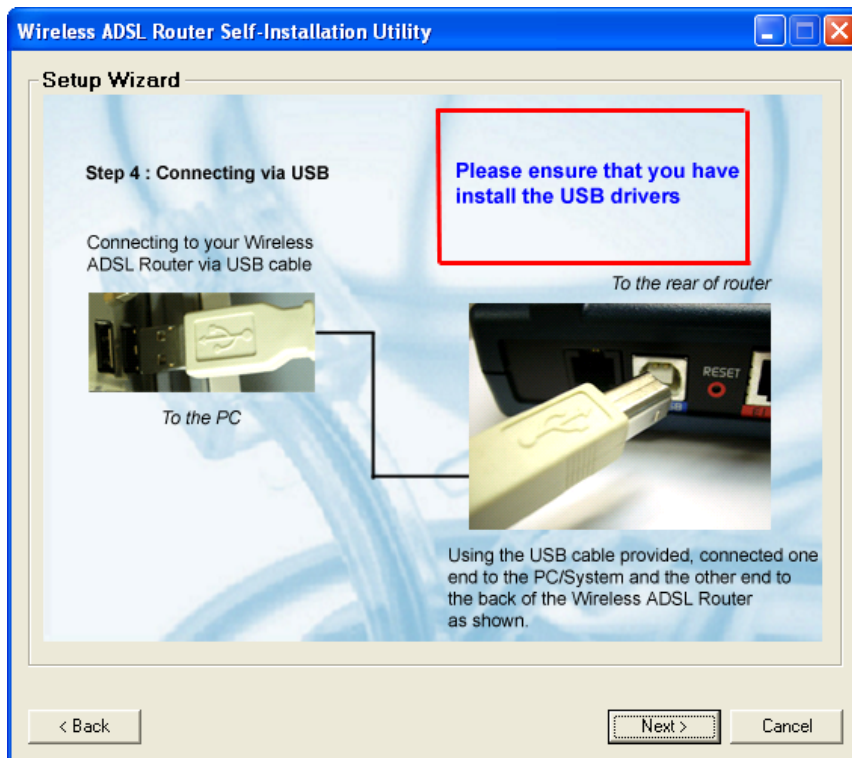 Wireless ADSL Router Self-Installation Utility
Setup Wizard
Step 4 : Connecting via USB
Connecting to your Wireless
ADSL Router via USB cable
To the PC
Please ensure that you have
install the USB drivers
To the rear of router
RESET
Using the USB cable provided, connected one
end to the PC/System and the other end to
the back of the Wireless ADSL Router
as shown.
< Back
Next >
Cancel